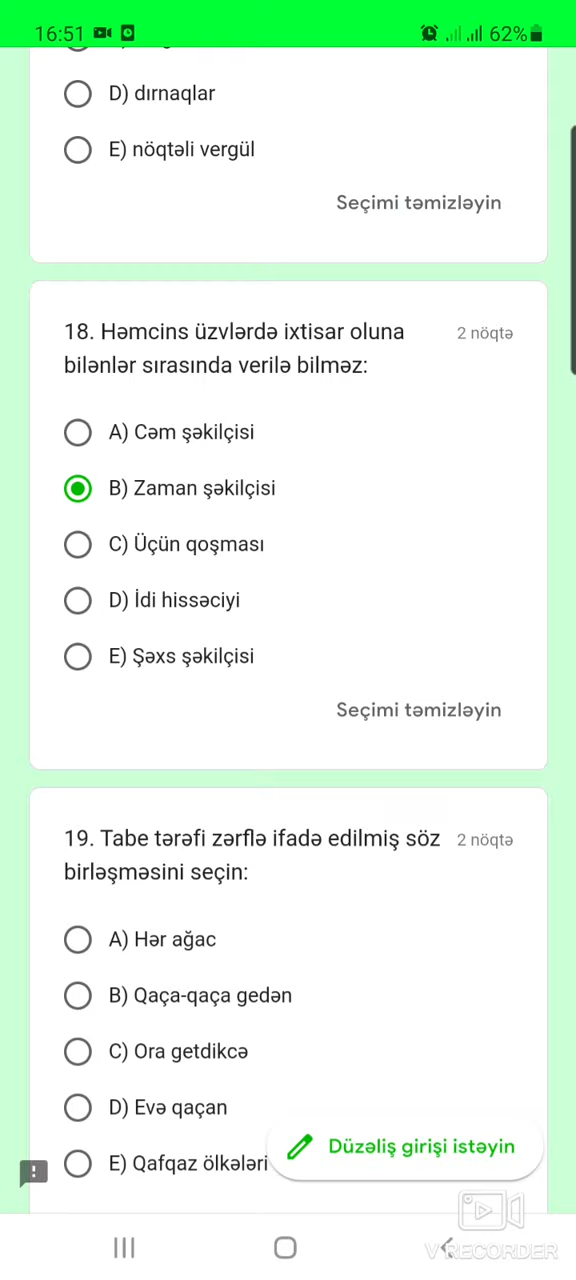 16:51
62%
D) dırnaqlar
E) nöqtəli vergül
Seçimi təmizləyin
18. Həmcins üzvlərdə ixtisar oluna
2 nöqtə
bilənlər sırasında verilə bilməz:
A) Cəm şəkilçisi
B) Zaman şəkilçisi
C) Üçün qoşması
D) İdi hissəciyi
E) Şəxs şəkilçisi
Seçimi təmizləyin
19. Tabe tərəfi zərflə ifadə edilmiş söz
2 nöqtə
birləşməsini seçin:
A) Hər ağac
B) Qaça-qaça gedən
C) Ora getdikcə
D) Evə qaçan
Düzəliş girişi istəyin
E) Qafqaz ölkələri
V RECORDER